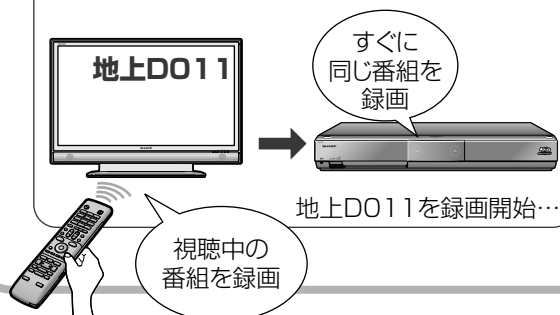 地上D011
すぐに
同じ番組を
録画
SHARP
地上D011を録画開始…
視聴中の
番組を録画